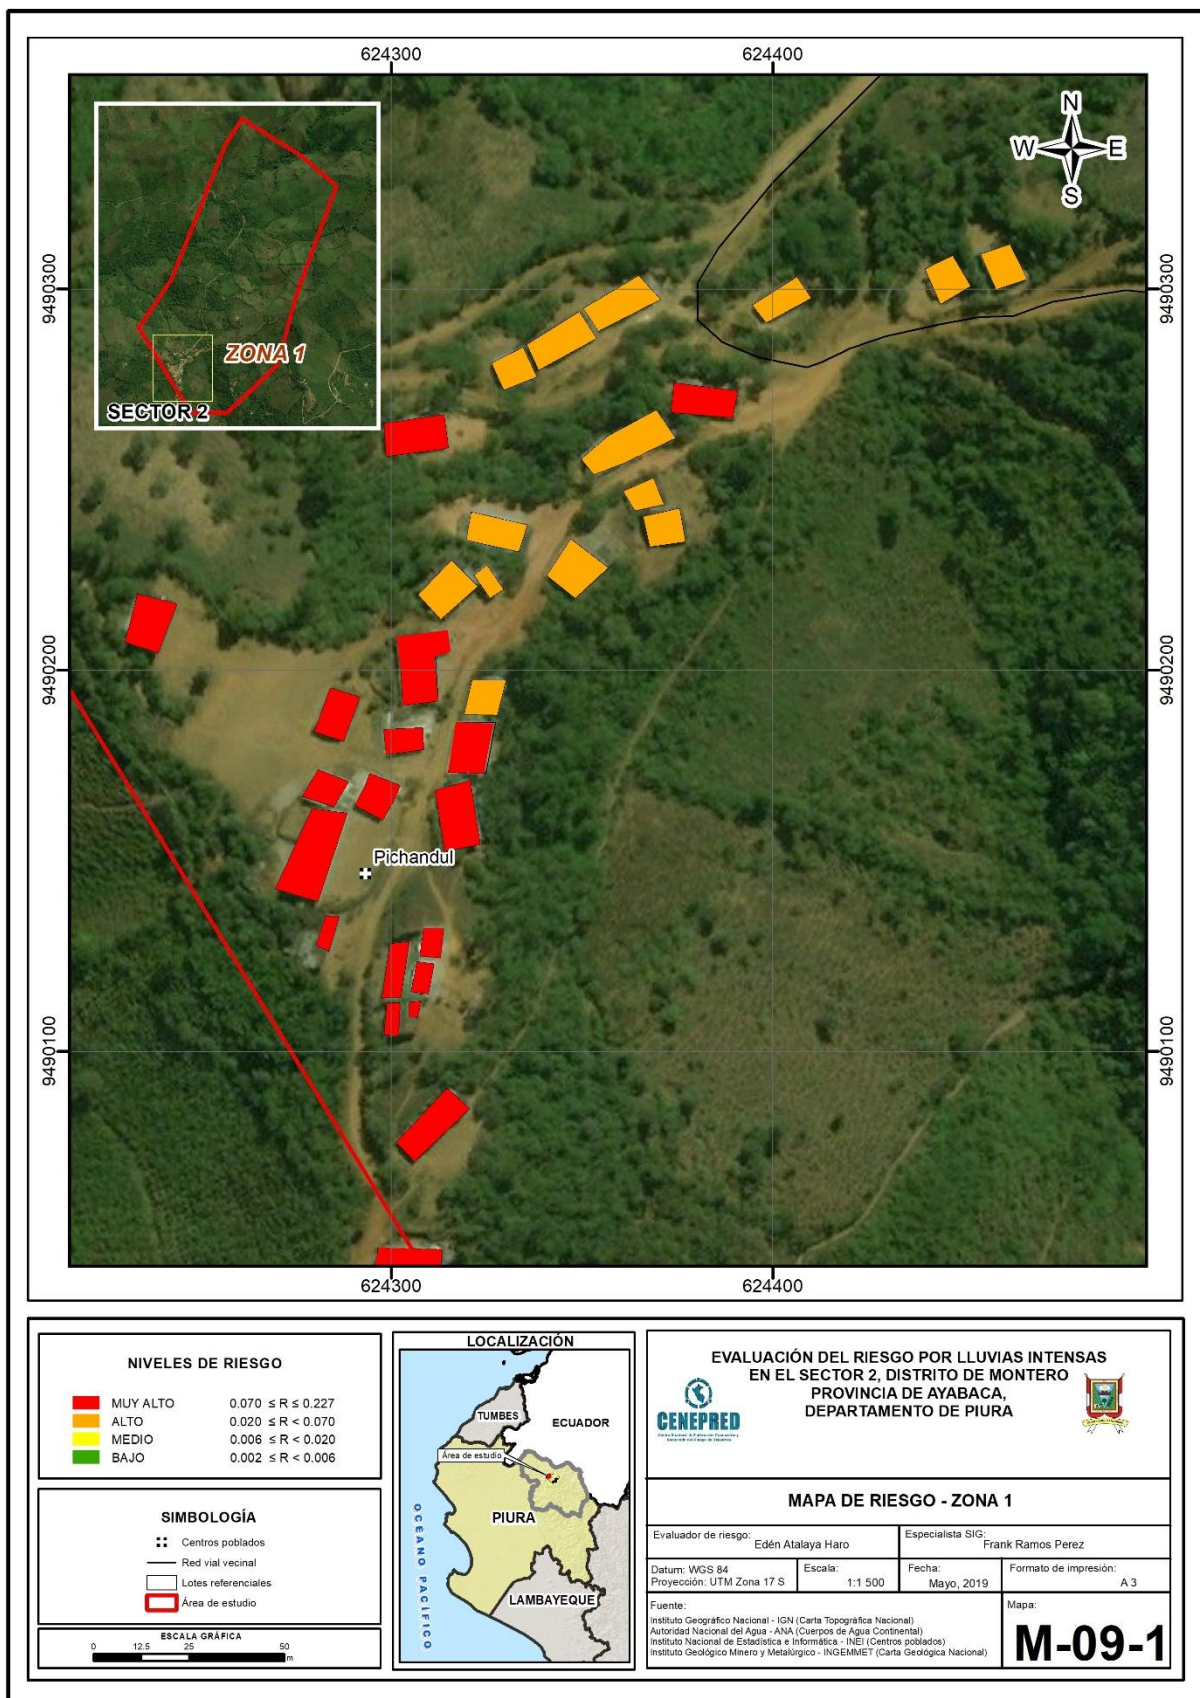 624300
624400
N
W E
S
9490300
9490300
ZONA 1
SECTOR 2
9490200
9490200
Pichandul
9490100
9490100
624300
624400
NIVELES DE RIESGO
MUY ALTO 0.070 ≤ R ≤ 0.227
ALTO 0.020 ≤ R < 0.070
MEDIO 0.006 ≤ R < 0.020
BAJO 0.002 ≤ R < 0.006
SIMBOLOGÍA
Centros poblados
Red vial vecinal
Lotes referenciales
Área de estudio
ESCALA GRÁFICA
0 12.5 25 50
m
LOCALIZACIÓN
TUMBES
ECUADOR
Área de estudio
PIURA
OCEANO PACÍFICO
LAMBAYEQUE
EVALUACIÓN DEL RIESGO POR LLUVIAS INTENSAS
EN EL SECTOR 2, DISTRITO DE MONTERO
PROVINCIA DE AYABACA,
DEPARTAMENTO DE PIURA
CENEPRED
MAPA DE RIESGO - ZONA 1
Evaluador de riesgo:
Edén Atalaya Haro
Especialista SIG:
Frank Ramos Perez
Datum: WGS 84
Proyección: UTM Zona 17 S
Escala:
1:1 500
Fecha:
Mayo, 2019
Formato de impresión:
A 3
Fuente:
Instituto Geográfico Nacional - IGN (Carta Topográfica Nacional)
Autoridad Nacional del Agua - ANA (Cuerpos de Agua Continental)
Instituto Nacional de Estadística e Informática - INEI (Centros poblados)
Instituto Geológico Minero y Metalúrgico - INGEMMET (Carta Geológica Nacional)
Mapa:
M-09-1